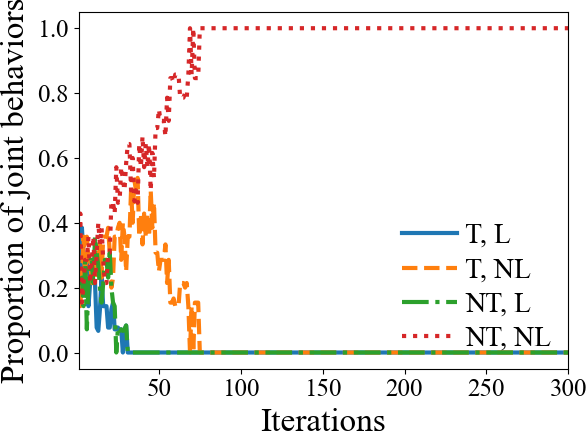 Proportion of joint behaviors
1.0
0.8
0.6
0.4
0.2
0.0
T, L
T, NL
NT, L
NT, NL
50
100
150
200
250
300
Iterations